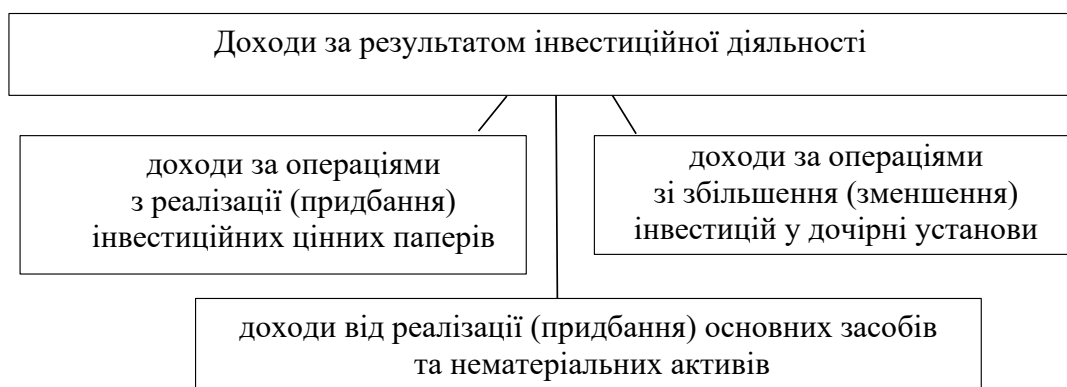 Доходи за результатом інвестиційної діяльності
доходи за операціями
з реалізації (придбання)
інвестиційних цінних паперів
доходи за операціями
зі збільшення (зменшення)
інвестицій у дочірні установи
доходи від реалізації (придбання) основних засобів
та нематеріальних активів